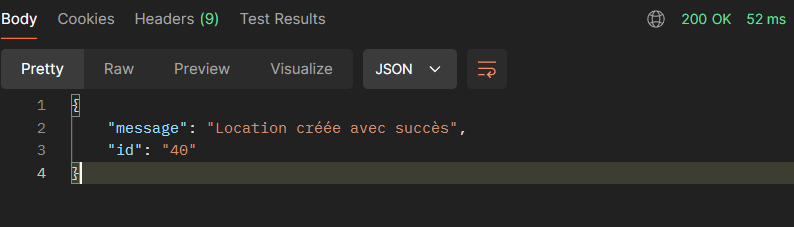 Body Cookies Headers (9) Test Results 200 OK 52 ms
Pretty Raw Preview Visualize JSON
1 {
2 "message": "Location créée avec succès",
3 "id": "40"
4 }